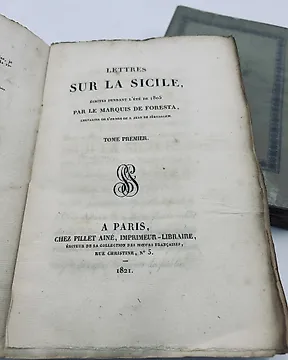 LETTRES
SUR LA SICILE,
ÉCRITES PENDANT L'ÉTÉ DE 1805
PAR LE MARQUIS DE FORESTA,
CHEVALIER DE L'ORDRE DE S. JEAN DE JÉRUSALEM.
TOME PREMIER.
A PARIS,
CHEZ PILLET AINÉ, IMPRIMEUR-LIBRAIRE,
ÉDITEUR DE LA COLLECTION DES MŒURS FRANÇAISES,
RUE CHRISTINE, N° 5.
1821.